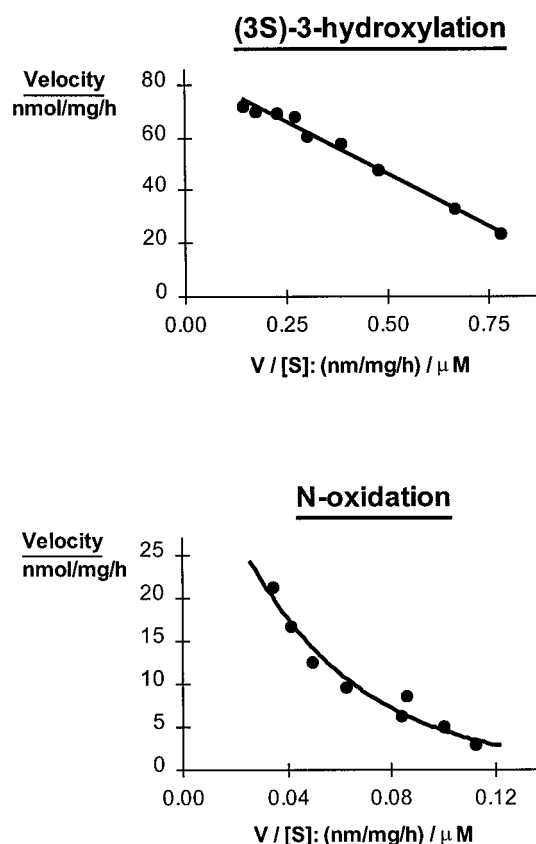 (3S)-3-hydroxylation
Velocity
nmol/mg/h
80
60
40
20
0
0.00 0.25 0.50 0.75
V / [S]: (nm/mg/h) / μM
N-oxidation
Velocity
nmol/mg/h
25
20
15
10
5
0
0.00 0.04 0.08 0.12
V / [S]: (nm/mg/h) / μM